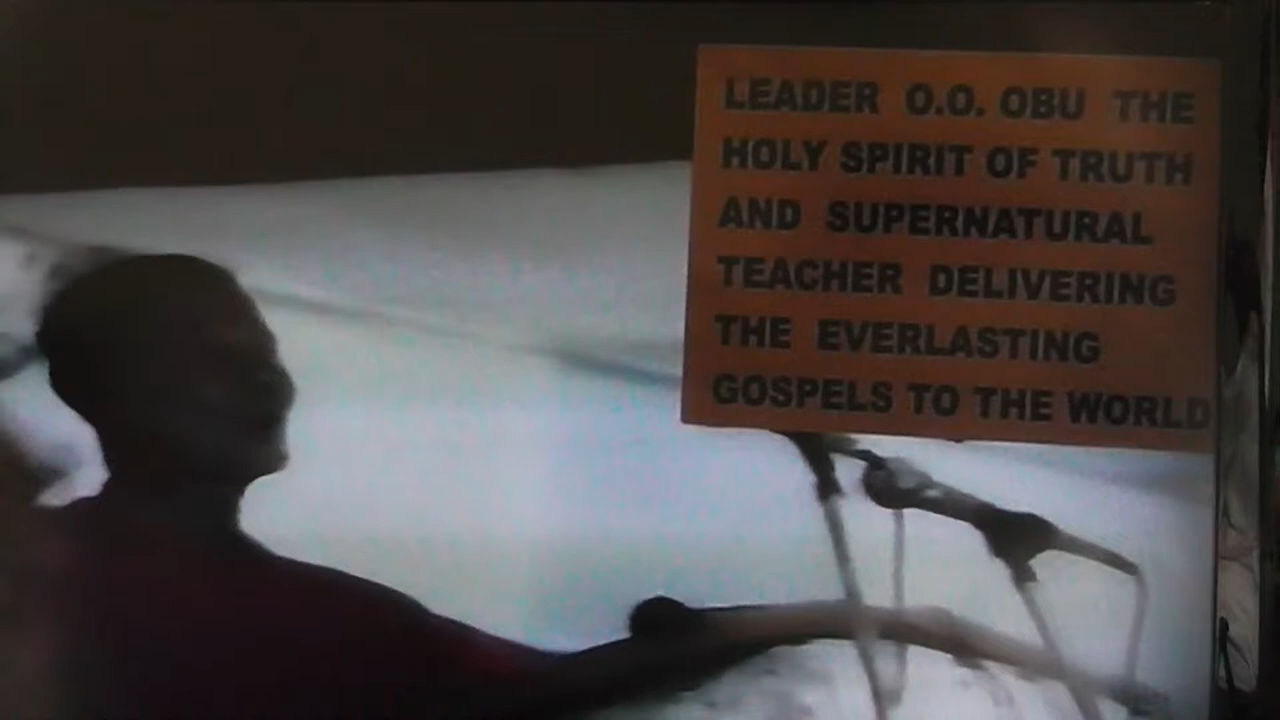 LEADER O.O. OBU THE
HOLY SPIRIT OF TRUTH
AND SUPERNATURAL
TEACHER DELIVERING
THE EVERLASTING
GOSPELS TO THE WORLD